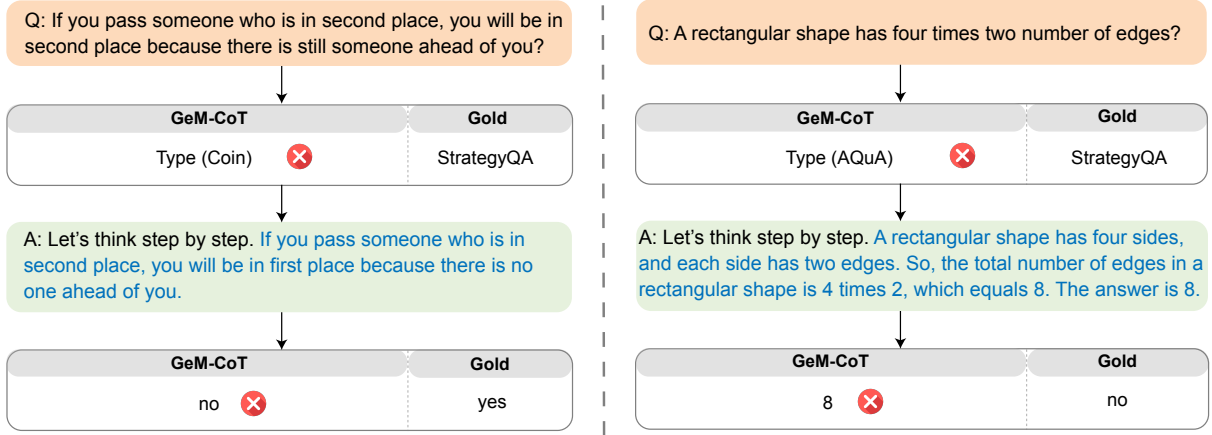 Q: If you pass someone who is in second place, you will be in
second place because there is still someone ahead of you?
GeM-CoT
Gold
Type (Coin)
StrategyQA
A: Let's think step by step. If you pass someone who is in
second place, you will be in first place because there is no
one ahead of you.
GeM-CoT
Gold
no
yes
Q: A rectangular shape has four times two number of edges?
GeM-CoT
Gold
Type (AQuA)
StrategyQA
A: Let's think step by step. A rectangular shape has four sides,
and each side has two edges. So, the total number of edges in a
rectangular shape is 4 times 2, which equals 8. The answer is 8.
GeM-CoT
Gold
8
no